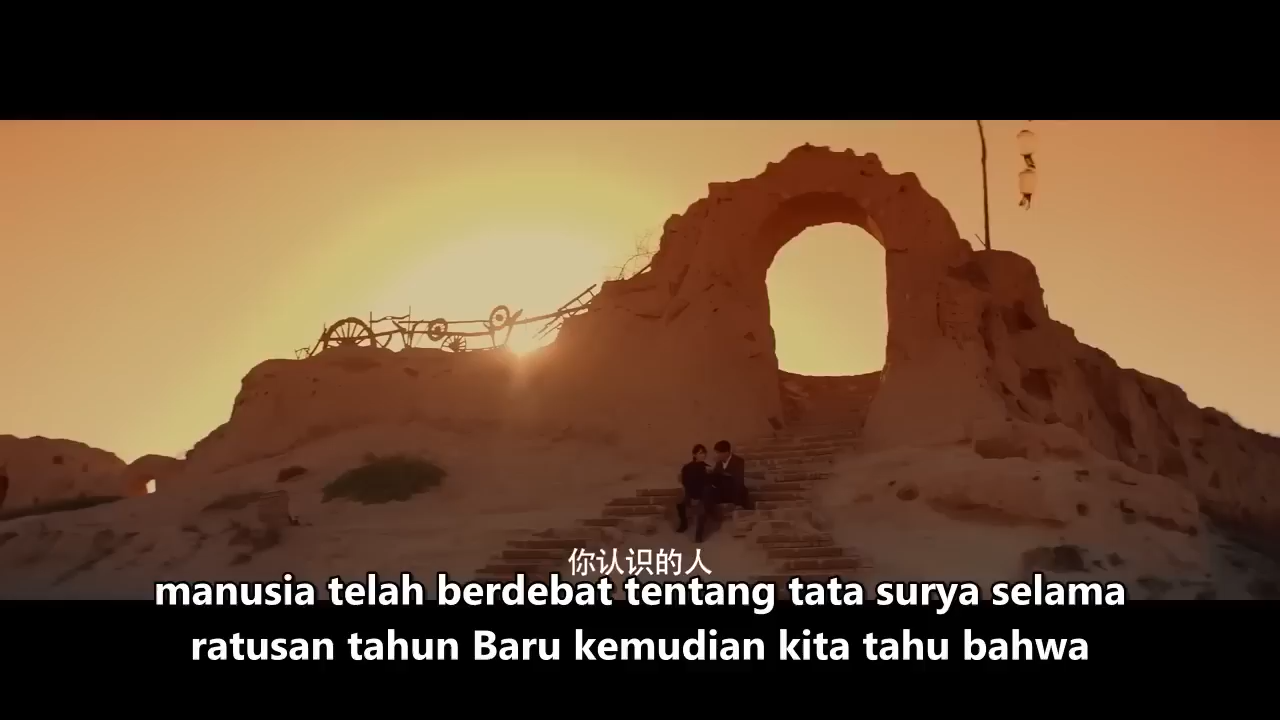 你认识的人
manusia telah berdebat tentang tata surya selama
ratusan tahun Baru kemudian kita tahu bahwa